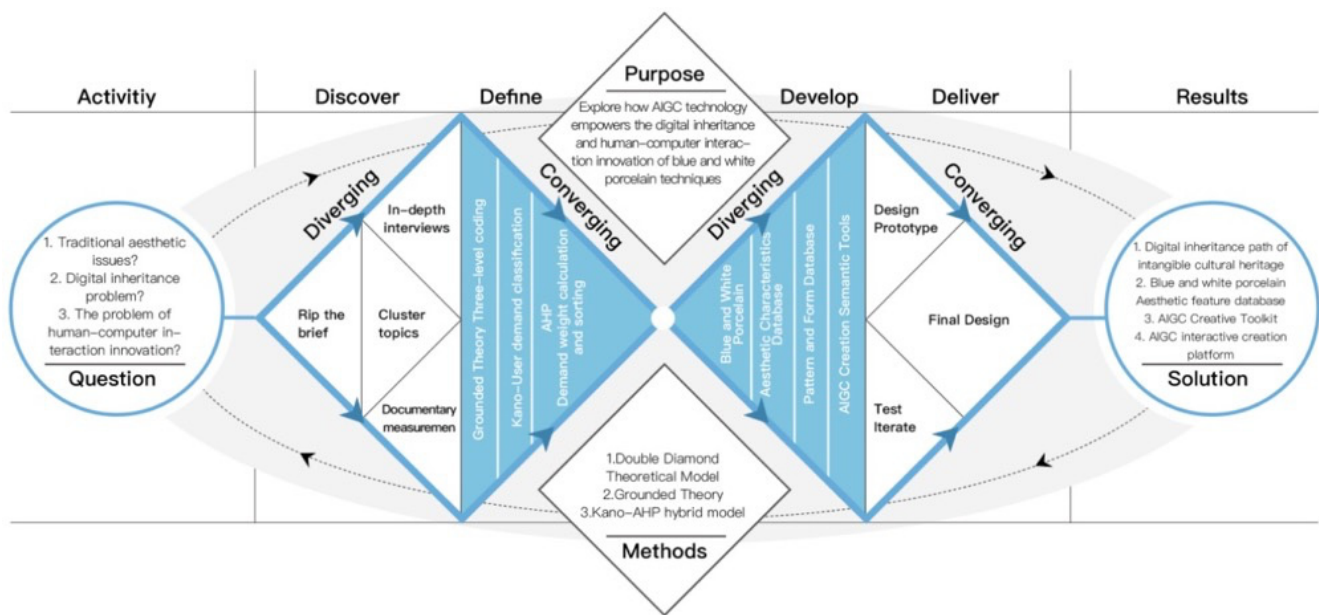 Activitiy
Discover
Define
Purpose
Develop
Deliver
Results
Explore how AIGC technology
empowers the digital inheritance
and human-computer interac-
tion innovation of blue and white
porcelain techniques
1. Traditional aesthetic
issues?
2. Digital inheritance
problem?
3. The problem of
human-computer in-
teraction innovation?
Question
Diverging
Rip the
brief
In-depth
interviews
Cluster
topics
Documentary
measuremen
Grounded Theory Three-level coding
Kano-User demand classification
AHP
Demand weight calculation
and sorting
Converging
1.Double Diamond
Theoretical Model
2.Grounded Theory
3.Kano-AHP hybrid model
Methods
Diverging
Blue and White
Porcelain
Aesthetic Characteristics
Database
Pattern and Form Database
AIGC Creation Semantic Tools
Design
Prototype
Final Design
Test
Iterate
Converging
1. Digital inheritance path of
intangible cultural heritage
2. Blue and white porcelain
Aesthetic feature database
3. AIGC Creative Toolkit
4. AIGC interactive creation
platform
Solution